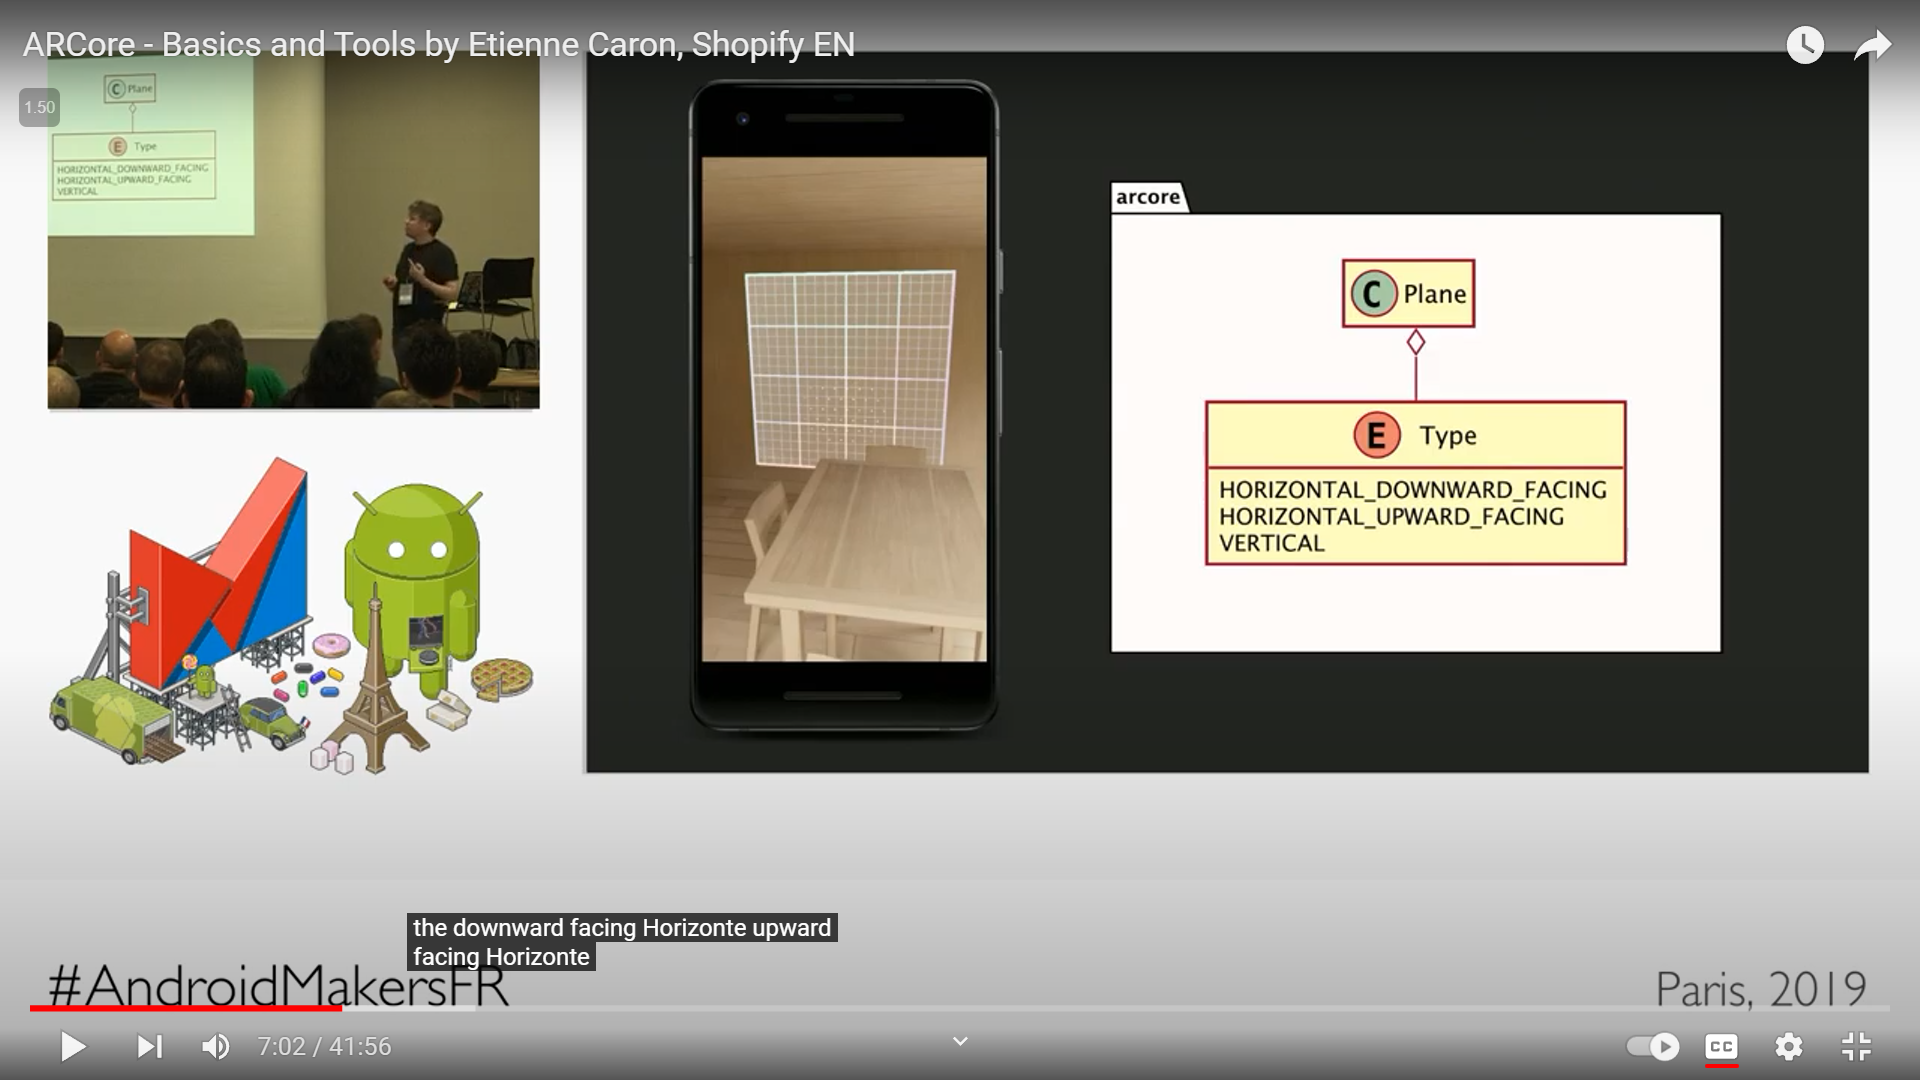 ARCore - Basics and Tools by Etienne Caron, Shopify EN
1.50
C Plane
E Type
HORIZONTAL_DOWNWARD_FACING
HORIZONTAL_UPWARD_FACING
VERTICAL
arcore
C Plane
E Type
HORIZONTAL_DOWNWARD_FACING
HORIZONTAL_UPWARD_FACING
VERTICAL
the downward facing Horizonte upward
facing Horizonte
#AndroidMakersFR
Paris, 2019
7:02 / 41:56
CC